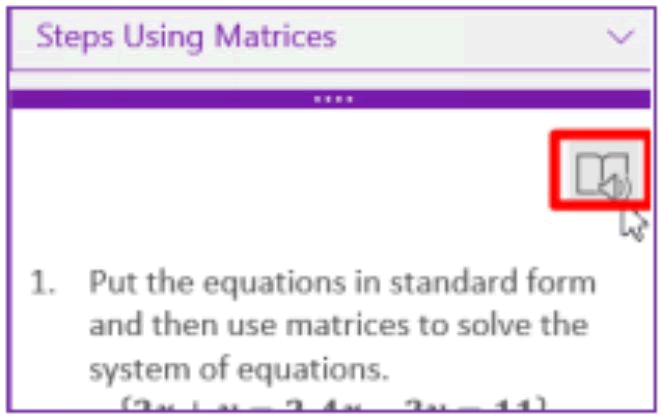 Steps Using Matrices
1. Put the equations in standard form
and then use matrices to solve the
system of equations.